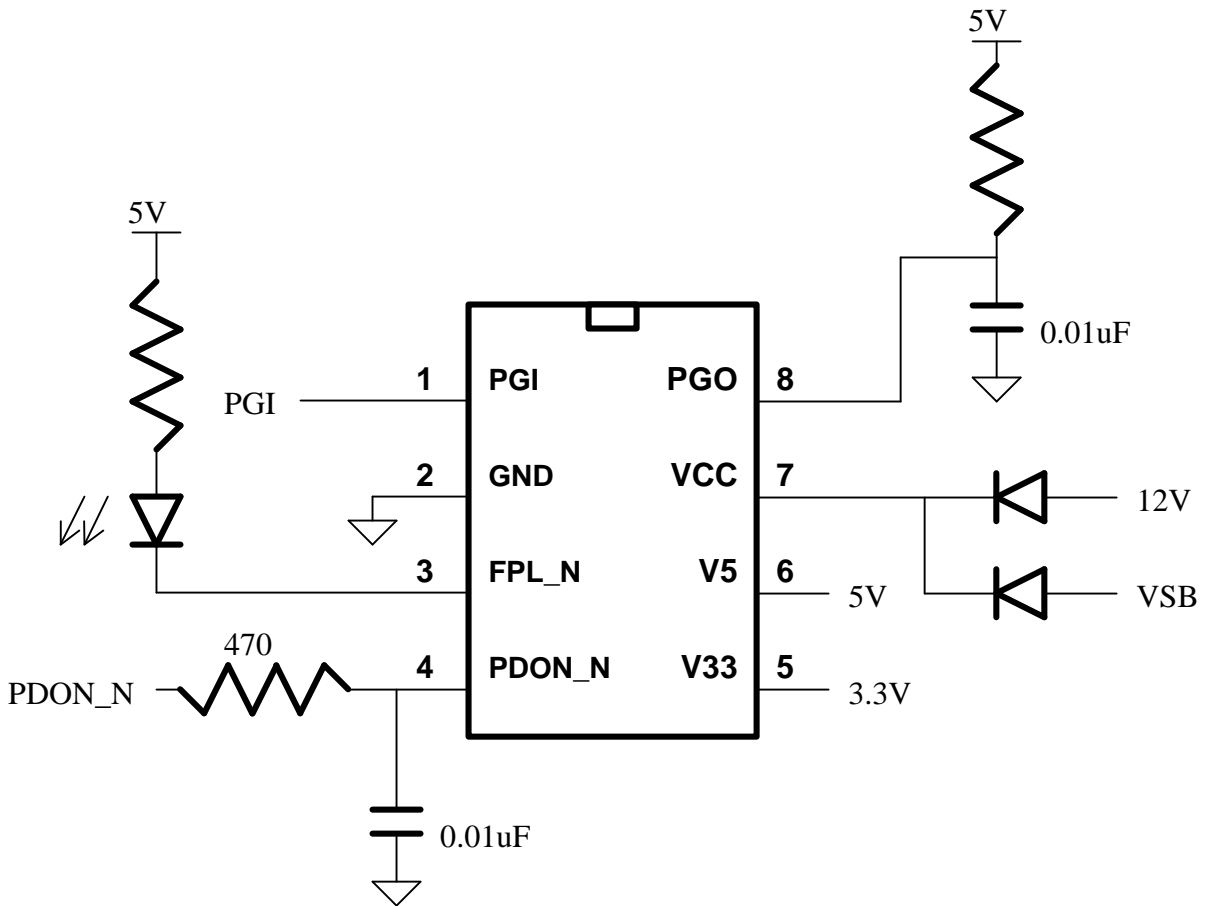 5V
5V
0.01uF
1 PGI PGO 8
PGI
2 GND VCC 7
12V
3 FPL_N V5 6
5V
VSB
470
4 PDON_N V33 5
PDON_N
3.3V
0.01uF